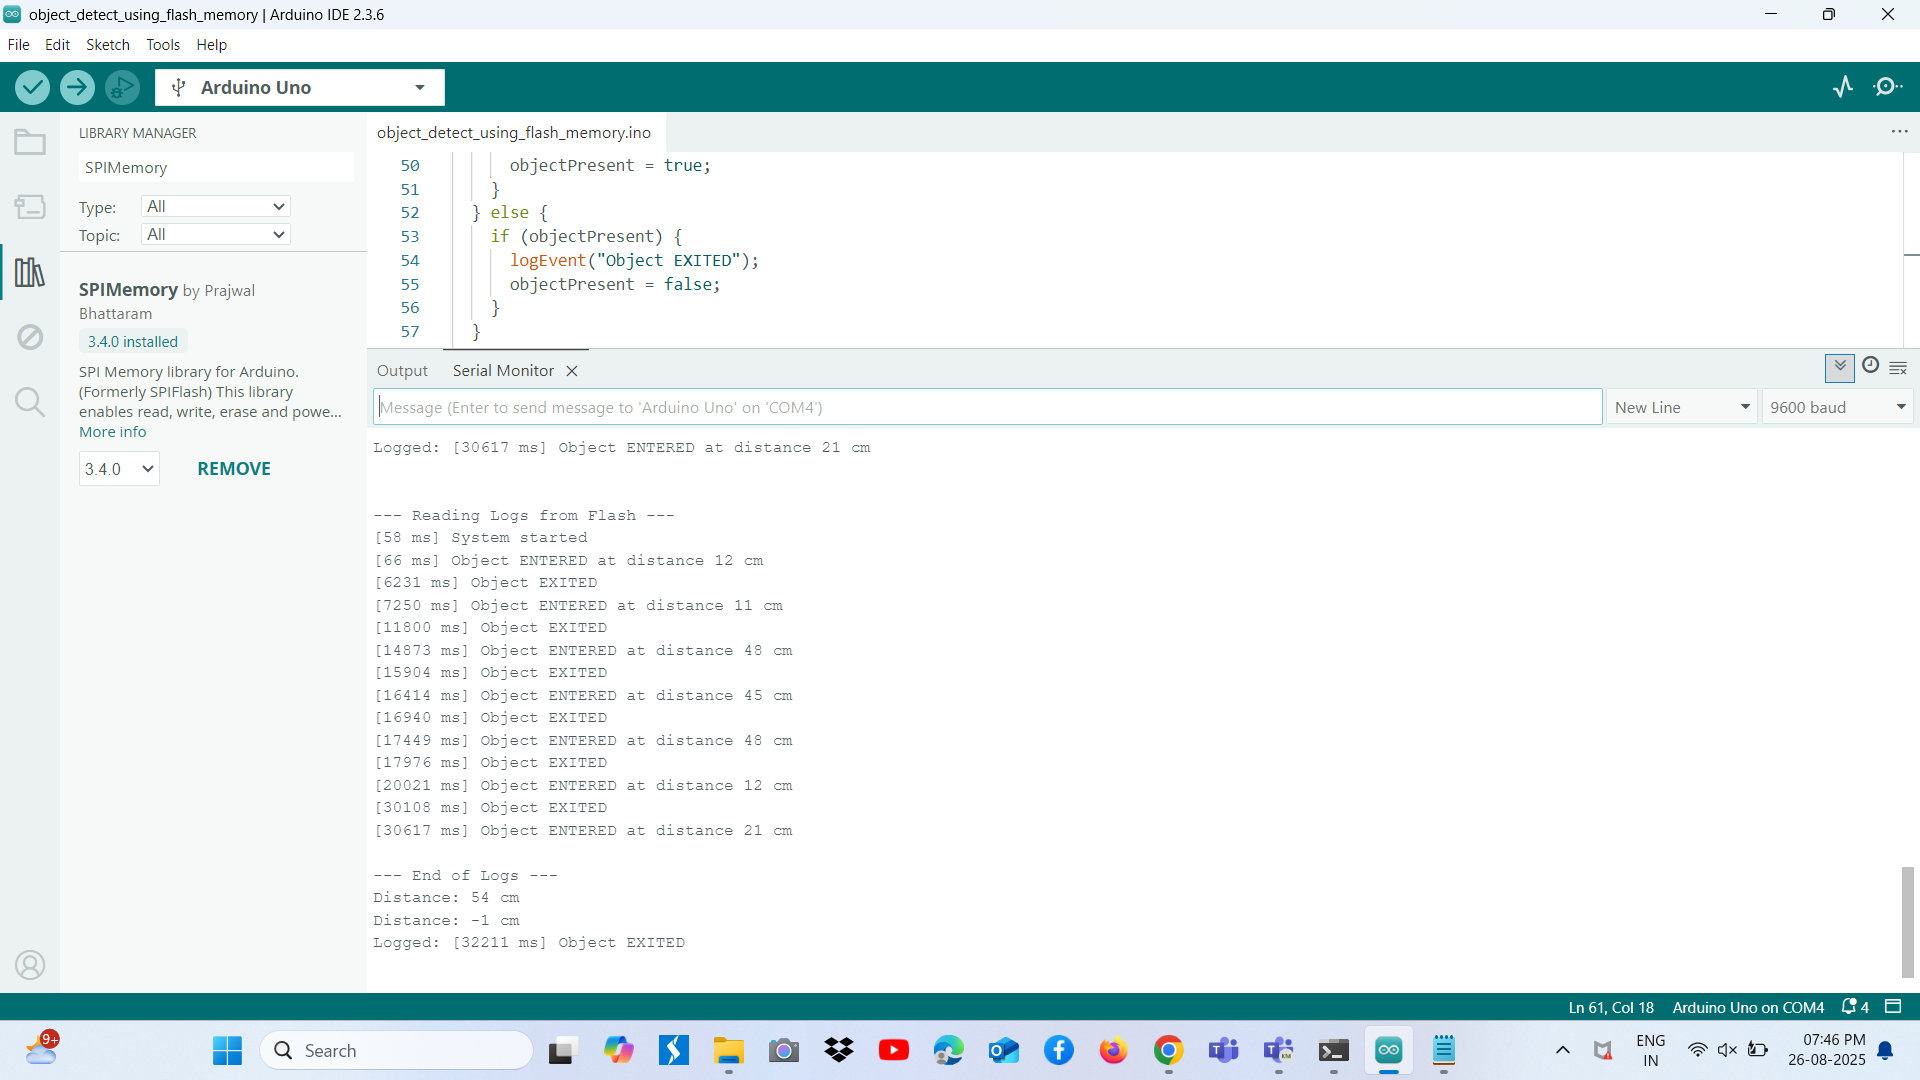 object_detect_using_flash_memory | Arduino IDE 2.3.6
File Edit Sketch Tools Help
Arduino Uno
LIBRARY MANAGER
SPIMemory
Type: All
Topic: All
SPIMemory by Prajwal
Bhattaram
3.4.0 installed
SPI Memory library for Arduino.
(Formerly SPIFlash) This library
enables read, write, erase and powe...
More info
3.4.0 REMOVE
object_detect_using_flash_memory.ino
50 objectPresent = true;
51 }
52 } else {
53 if (objectPresent) {
54 logEvent("Object EXITED");
55 objectPresent = false;
56 }
57 }
Output Serial Monitor
Message (Enter to send message to 'Arduino Uno' on 'COM4')
New Line 9600 baud
Logged: [30617 ms] Object ENTERED at distance 21 cm
--- Reading Logs from Flash ---
[58 ms] System started
[66 ms] Object ENTERED at distance 12 cm
[6231 ms] Object EXITED
[7250 ms] Object ENTERED at distance 11 cm
[11800 ms] Object EXITED
[14873 ms] Object ENTERED at distance 48 cm
[15904 ms] Object EXITED
[16414 ms] Object ENTERED at distance 45 cm
[16940 ms] Object EXITED
[17449 ms] Object ENTERED at distance 48 cm
[17976 ms] Object EXITED
[20021 ms] Object ENTERED at distance 12 cm
[30108 ms] Object EXITED
[30617 ms] Object ENTERED at distance 21 cm
--- End of Logs ---
Distance: 54 cm
Distance: -1 cm
Logged: [32211 ms] Object EXITED
Ln 61, Col 18 Arduino Uno on COM4 4
9+
Search
ENG
IN
07:46 PM
26-08-2025